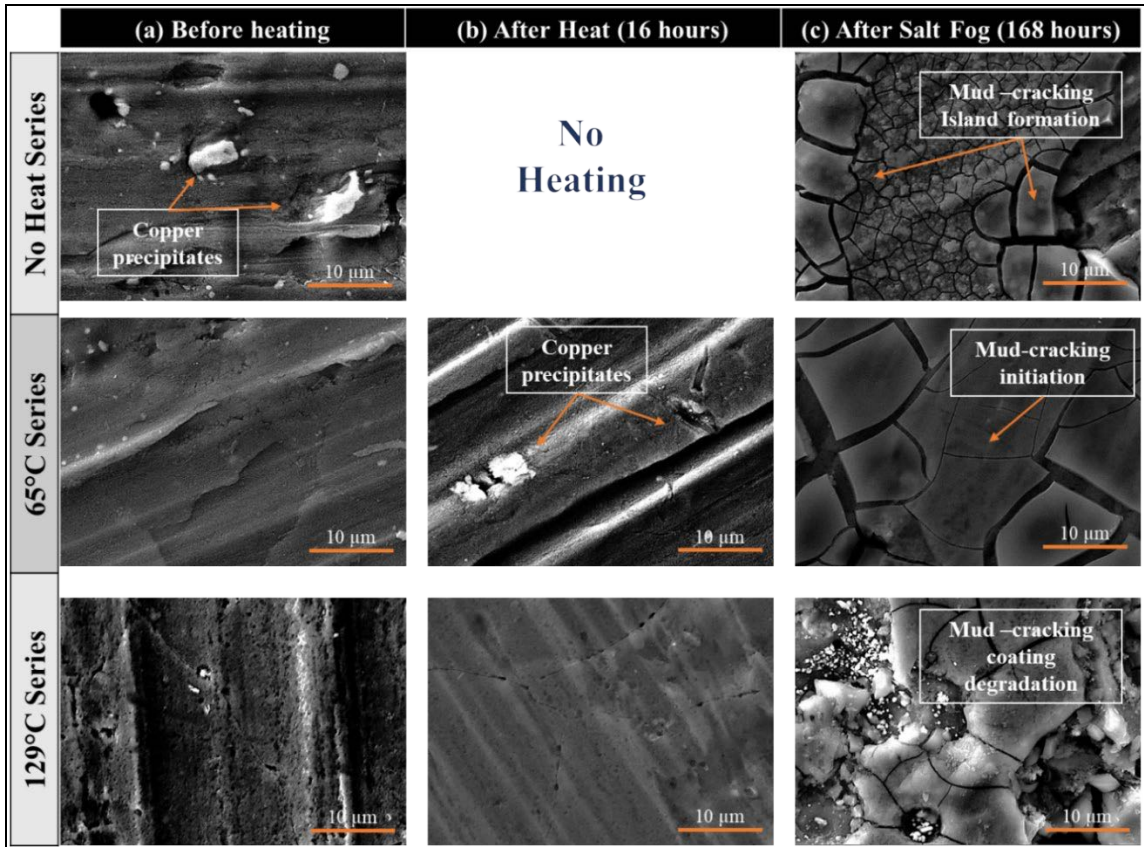 (a) Before heating
(b) After Heat (16 hours)
(c) After Salt Fog (168 hours)
No Heat Series
Copper
precipitates
10 μm
No
Heating
Mud –cracking
Island formation
10 μm
65°C Series
10 μm
Copper
precipitates
10 μm
Mud-cracking
initiation
10 μm
129°C Series
10 μm
10 μm
Mud –cracking
coating
degradation
10 μm